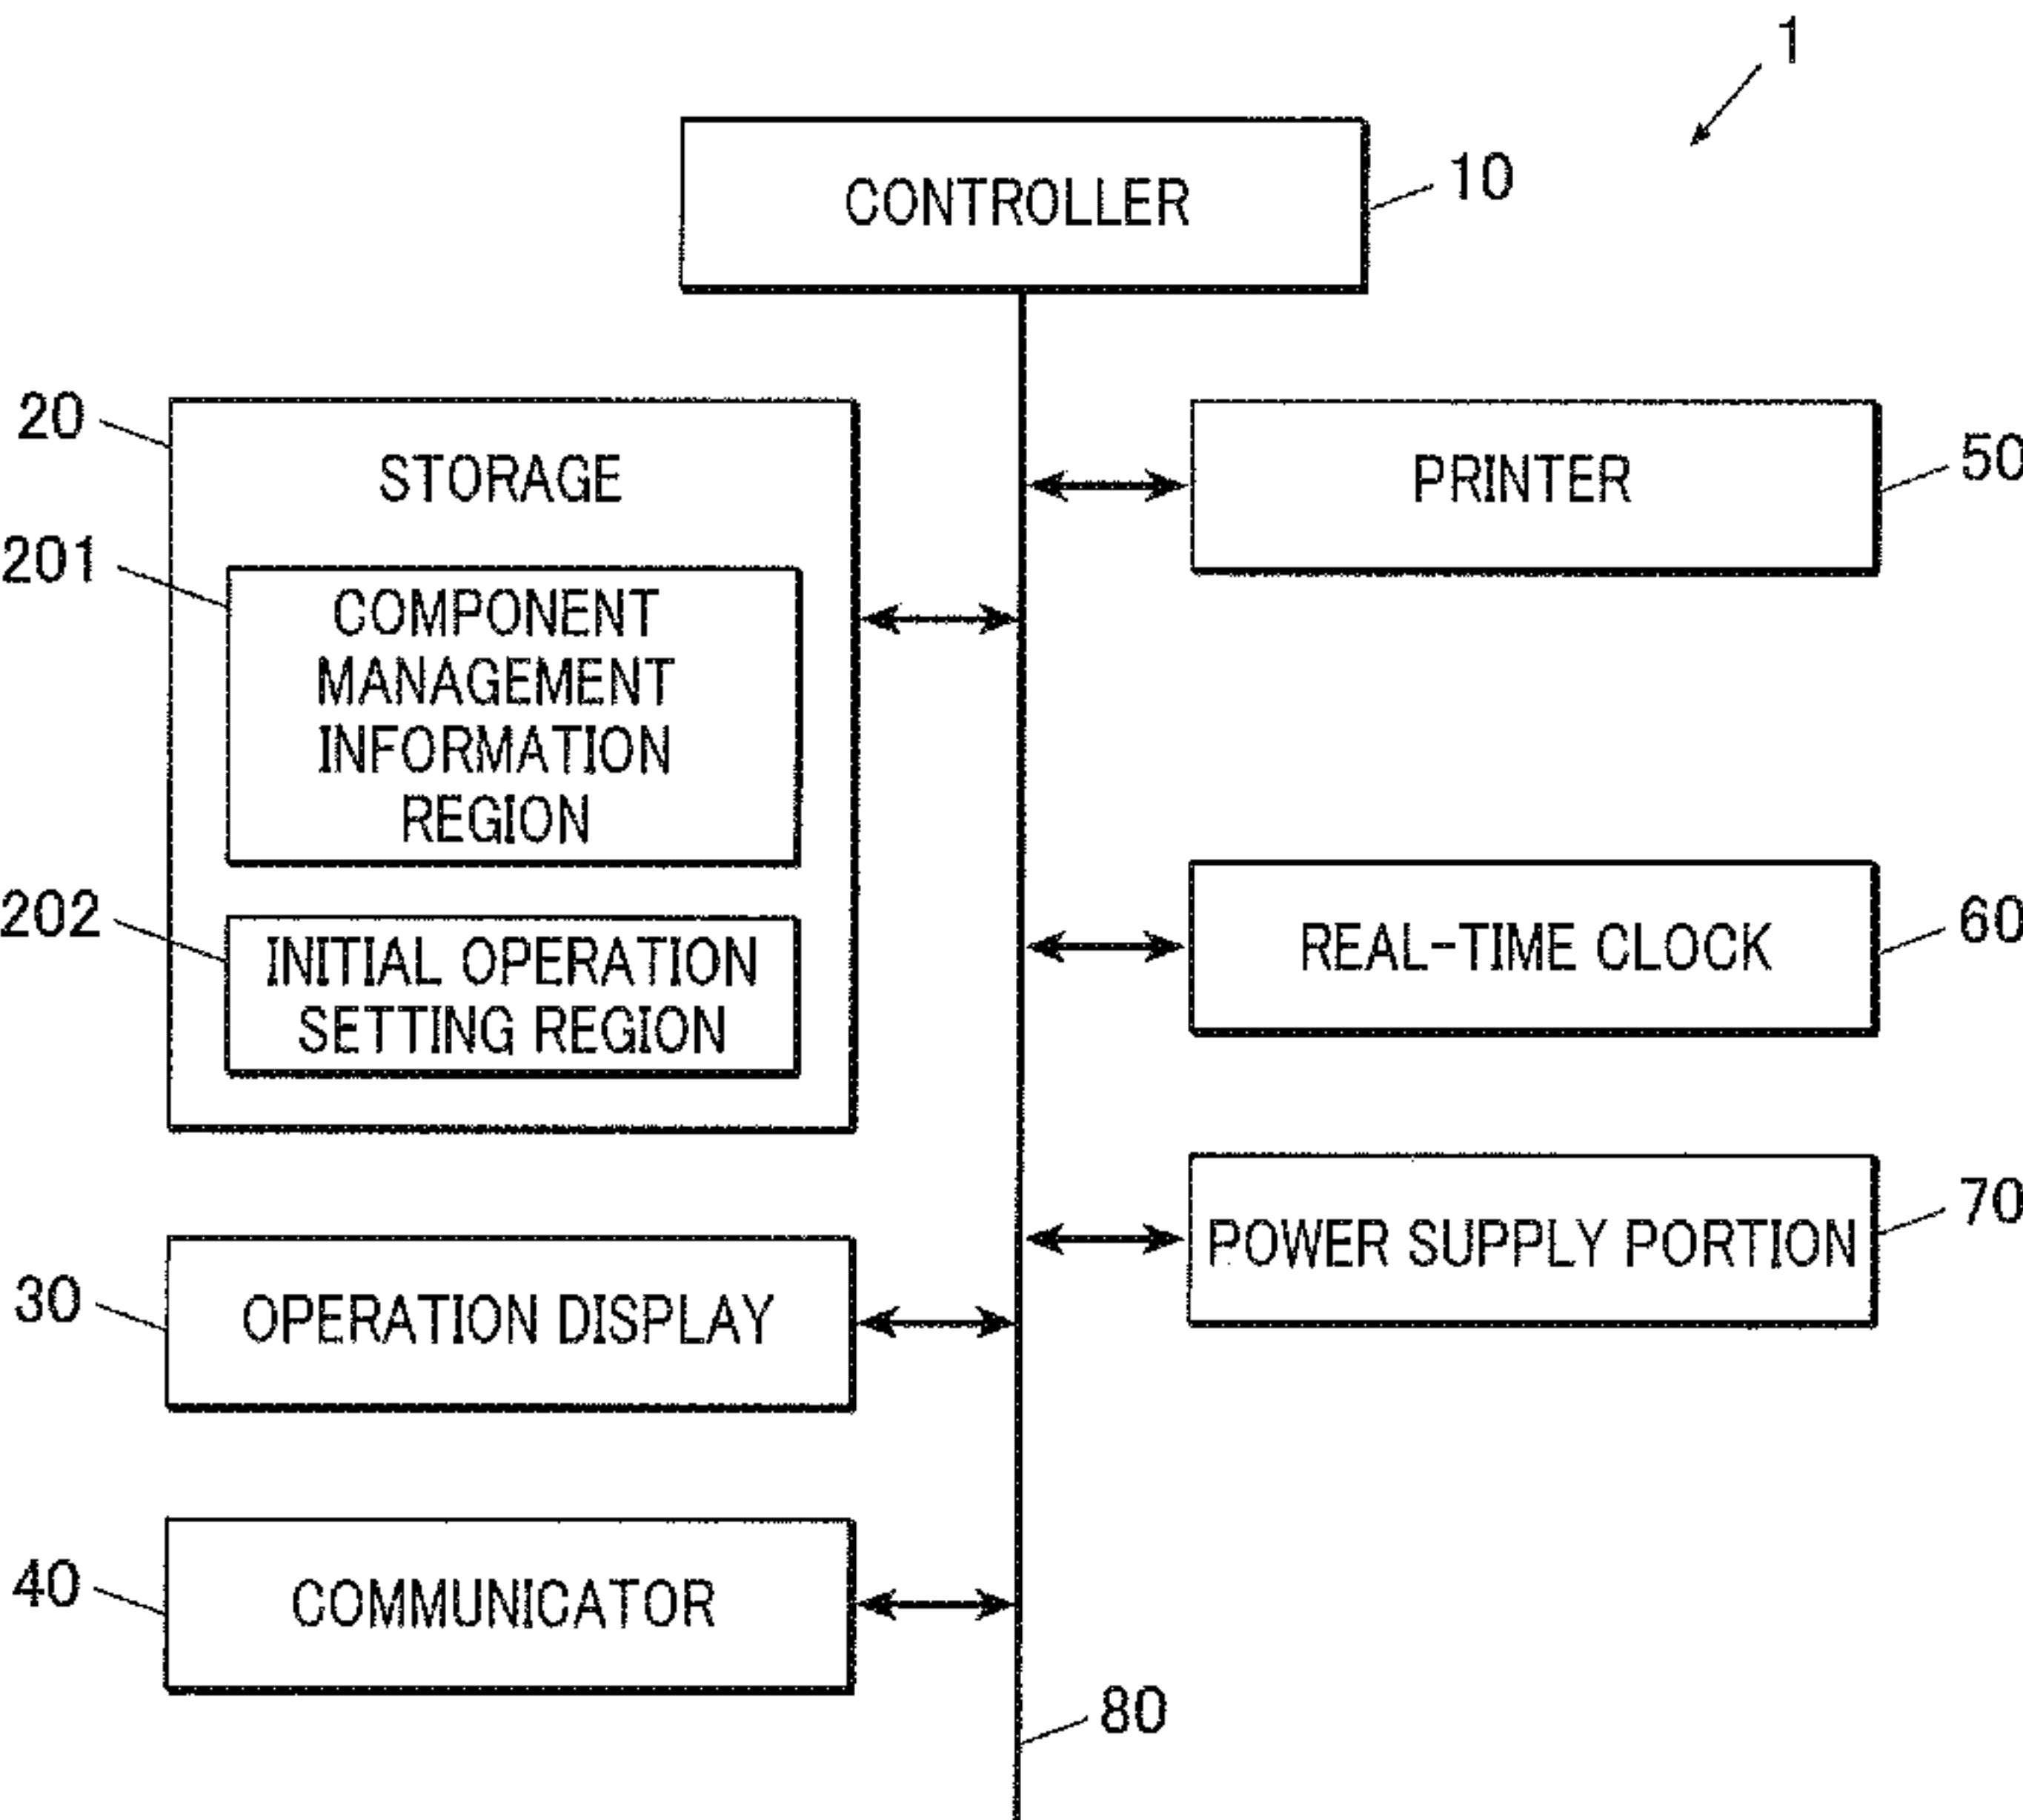 1
CONTROLLER
10
20
STORAGE
PRINTER
50
201
COMPONENT
MANAGEMENT
INFORMATION
REGION
202
INITIAL OPERATION
SETTING REGION
REAL-TIME CLOCK
60
POWER SUPPLY PORTION
70
30
OPERATION DISPLAY
40
COMMUNICATOR
80